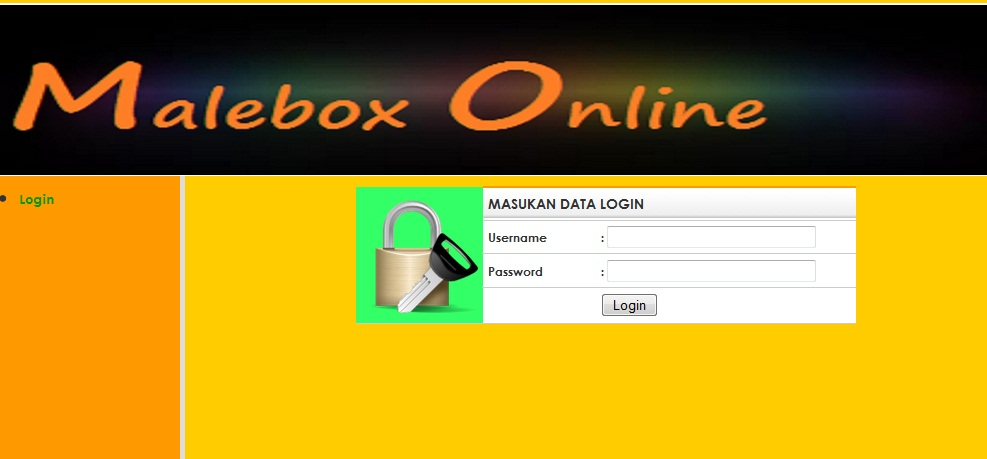 Malebox Online
Login
MASUKAN DATA LOGIN
Username :
Password :
Login